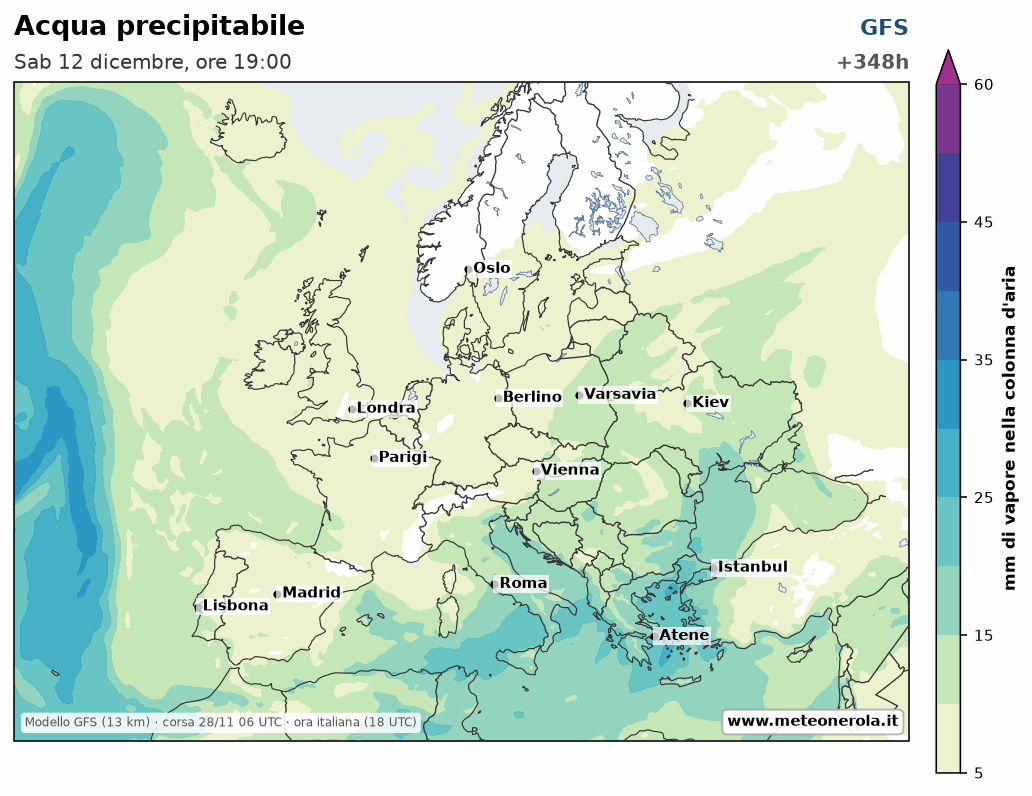 Acqua precipitabile
GFS
Sab 12 dicembre, ore 19:00
+348h
Oslo
Londra
Berlino
Varsavia
Kiev
Parigi
Vienna
Istanbul
Roma
Madrid
Lisbona
Atene
Modello GFS (13 km) · corsa 28/11 06 UTC · ora italiana (18 UTC)
www.meteonerola.it
60
45
35
25
15
5
mm di vapore nella colonna d'aria